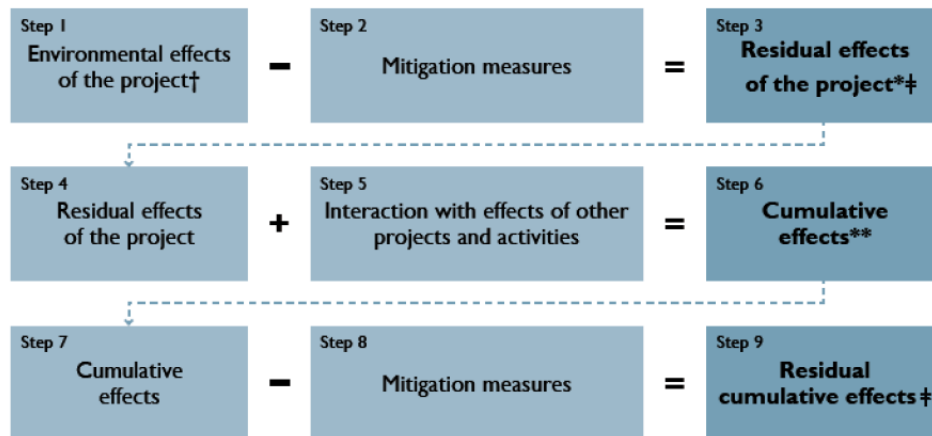 Step 1
Environmental effects
of the project†
–
Step 2
Mitigation measures
=
Step 3
Residual effects
of the project*ǂ
Step 4
Residual effects
of the project
+
Step 5
Interaction with effects of other
projects and activities
=
Step 6
Cumulative
effects**
Step 7
Cumulative
effects
–
Step 8
Mitigation measures
=
Step 9
Residual
cumulative effectsǂ